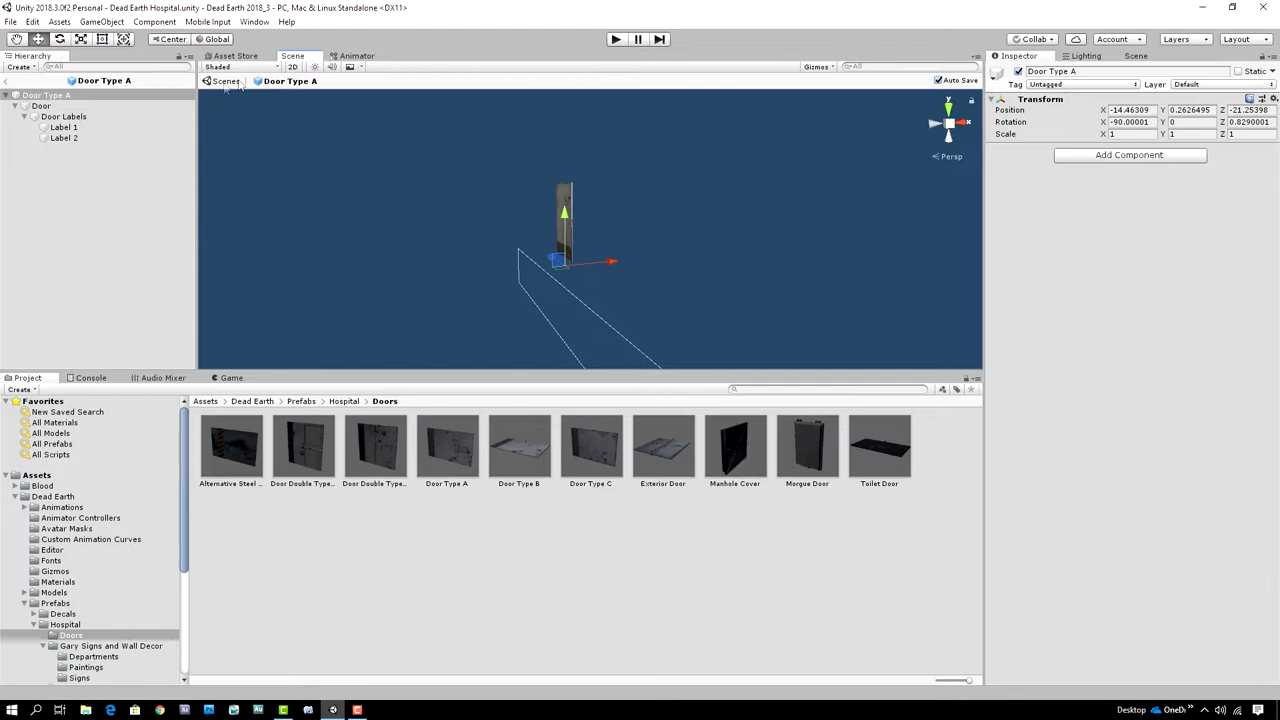 Unity 2018.3.0f2 Personal - Dead Earth Hospital.unity - Dead Earth 2018_3 - PC, Mac & Linux Standalone <DX11>
File Edit Assets GameObject Component Mobile Input Window Help
Center Global Collab Account Layers Layout
Hierarchy Asset Store Scene Animator Inspector Lighting Scene
Create All Shaded 2D Gizmos All
Door Type A Scenes Door Type A Auto Save Door Type A Static
Tag Untagged Layer Default
Door Type A
Transform
Door
Position X -14.46309 Y 0.2626495 Z -21.25398
Door Labels
Rotation X -90.00001 Y 0 Z 0.8290001
Label 1
Scale X 1 Y 1 Z 1
Label 2
y
x
Persp
Add Component
Project Console Audio Mixer Game
Create
Favorites
New Saved Search
All Materials
All Models
All Prefabs
All Scripts
Assets > Dead Earth > Prefabs > Hospital > Doors
Alternative Steel ... Door Double Type... Door Double Type... Door Type A Door Type B Door Type C Exterior Door Manhole Cover Morgue Door Toilet Door
Assets
Blood
Dead Earth
Animations
Animator Controllers
Avatar Masks
Custom Animation Curves
Editor
Fonts
Gizmos
Materials
Models
Prefabs
Decals
Hospital
Doors
Gary Signs and Wall Decor
Departments
Paintings
Signs
Desktop OneDri